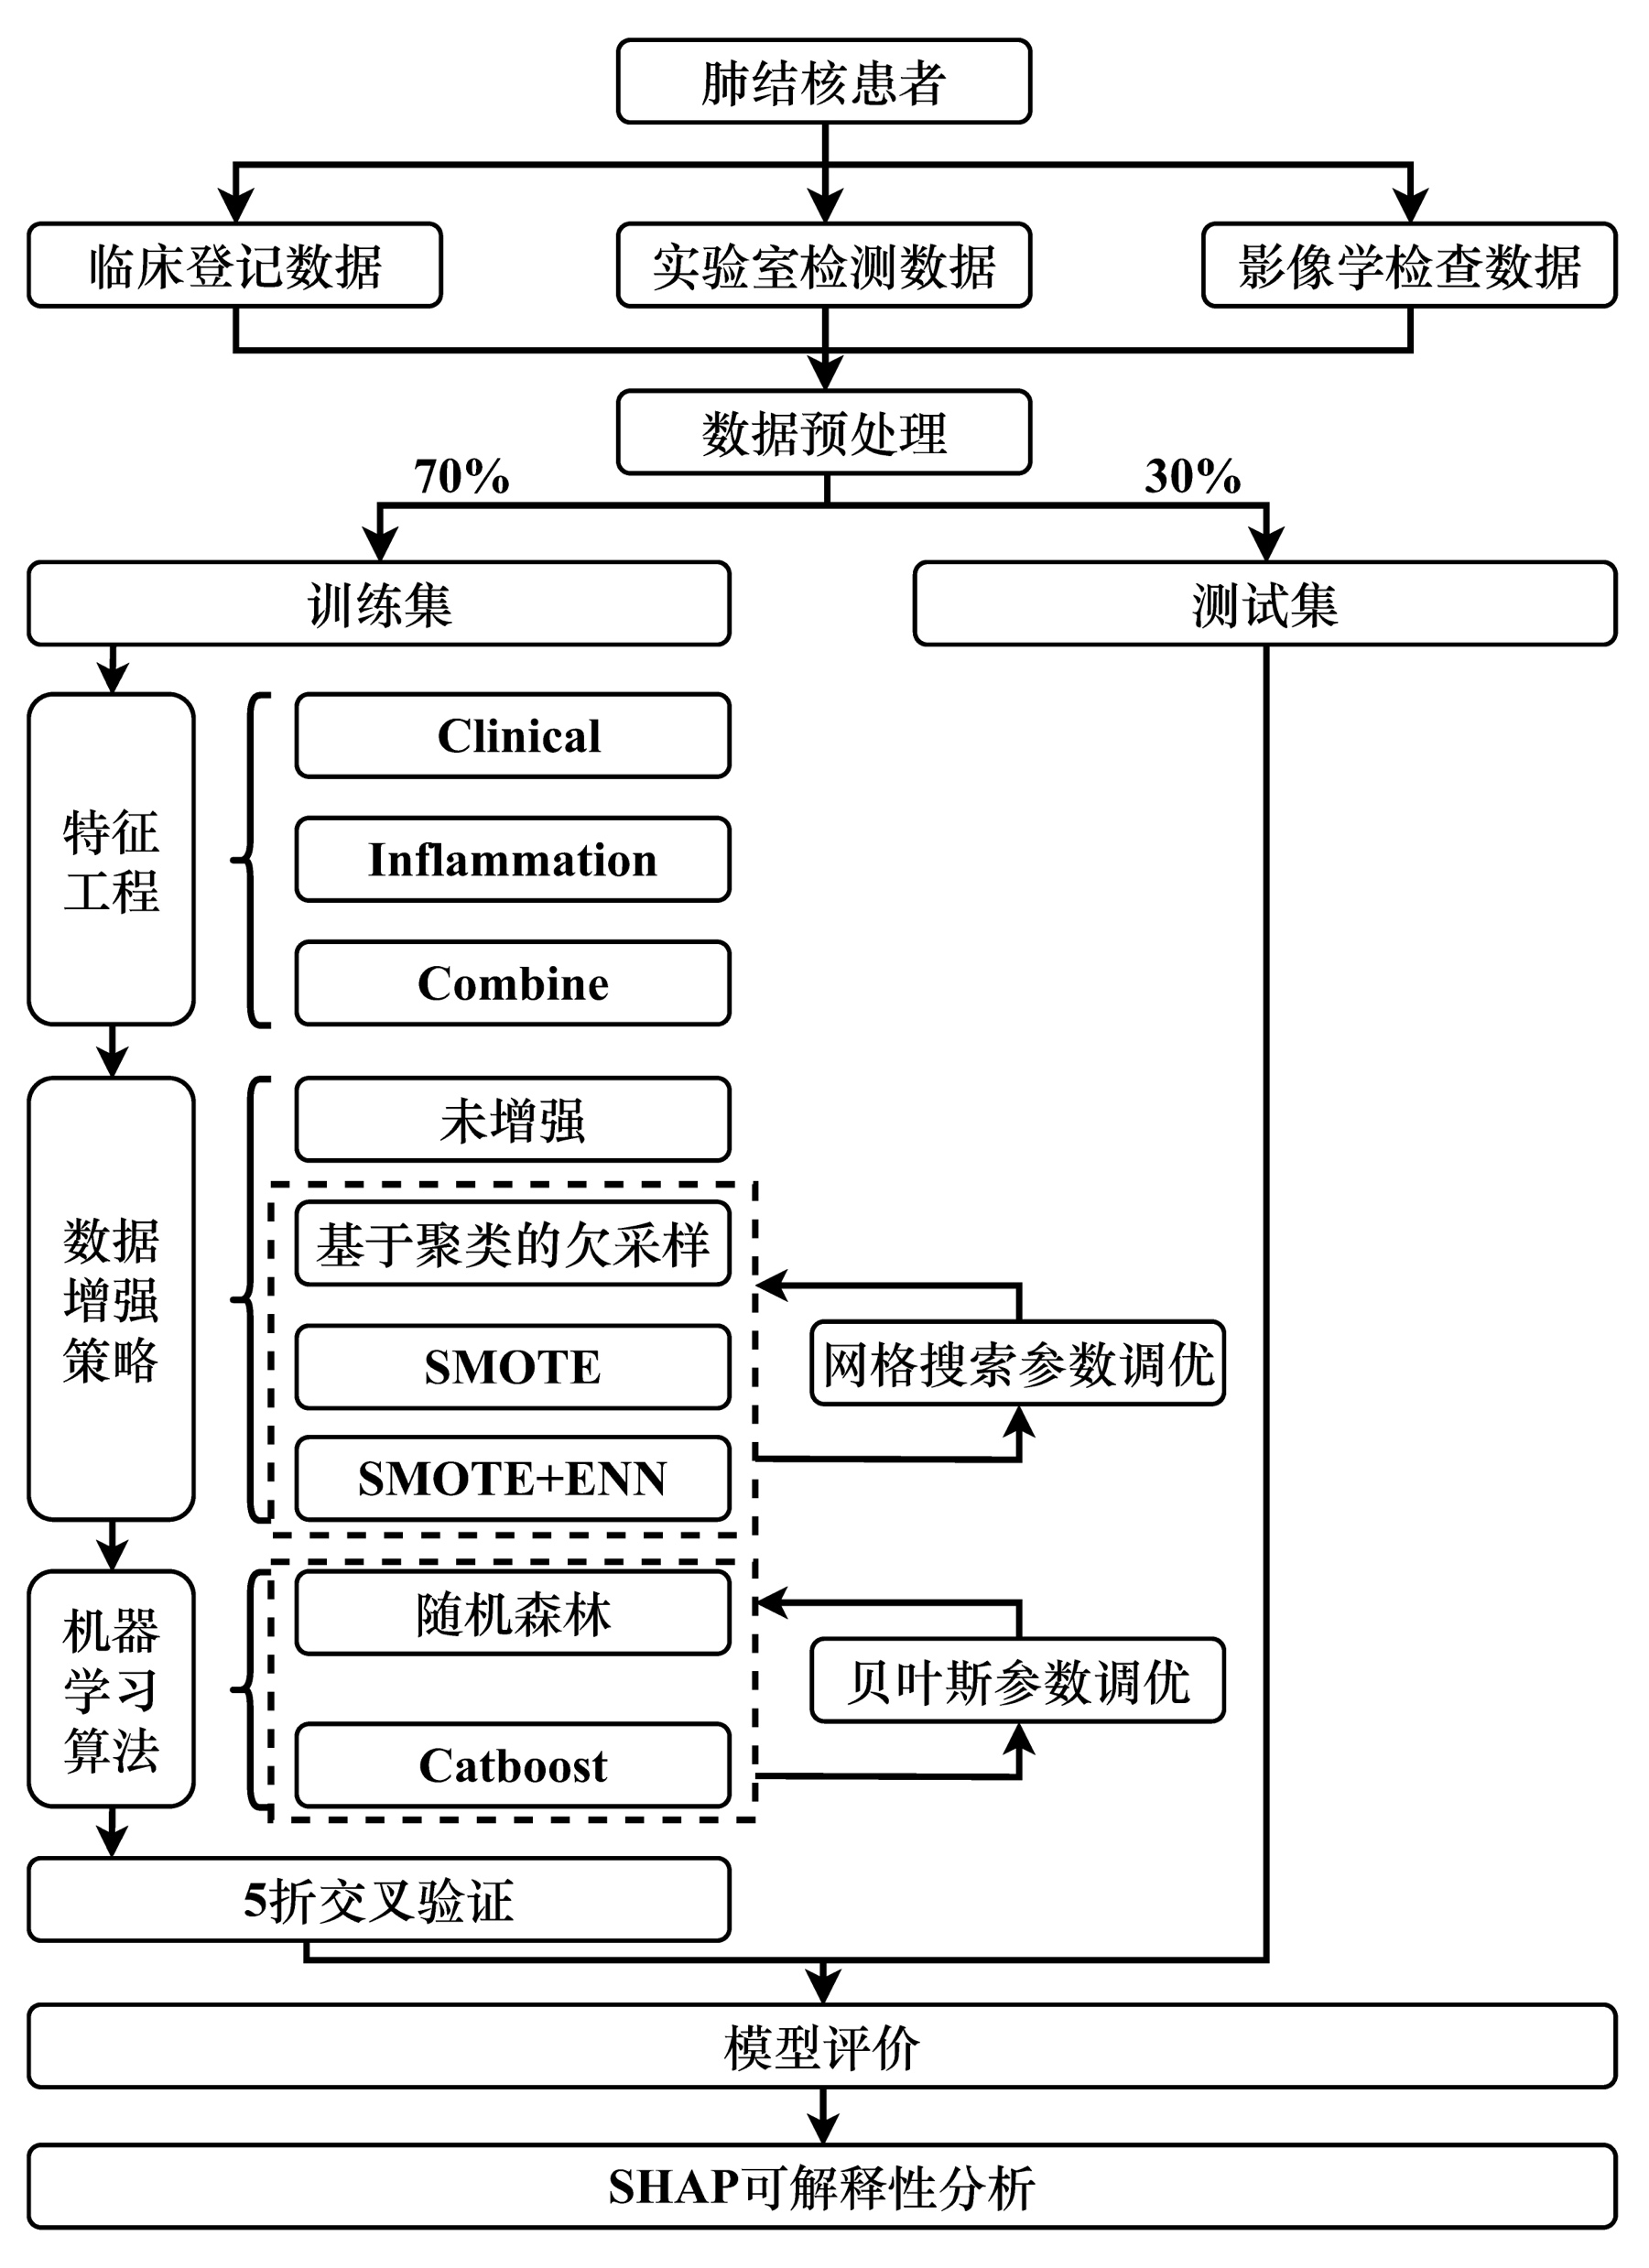 肺结核患者
临床登记数据
实验室检测数据
影像学检查数据
数据预处理
70%
30%
训练集
测试集
特征
工程
Clinical
Inflammation
Combine
数据
增强
策略
未增强
基于聚类的欠采样
SMOTE
SMOTE+ENN
网格搜索参数调优
机器
学习
算法
随机森林
Catboost
贝叶斯参数调优
5折交叉验证
模型评价
SHAP可解释性分析